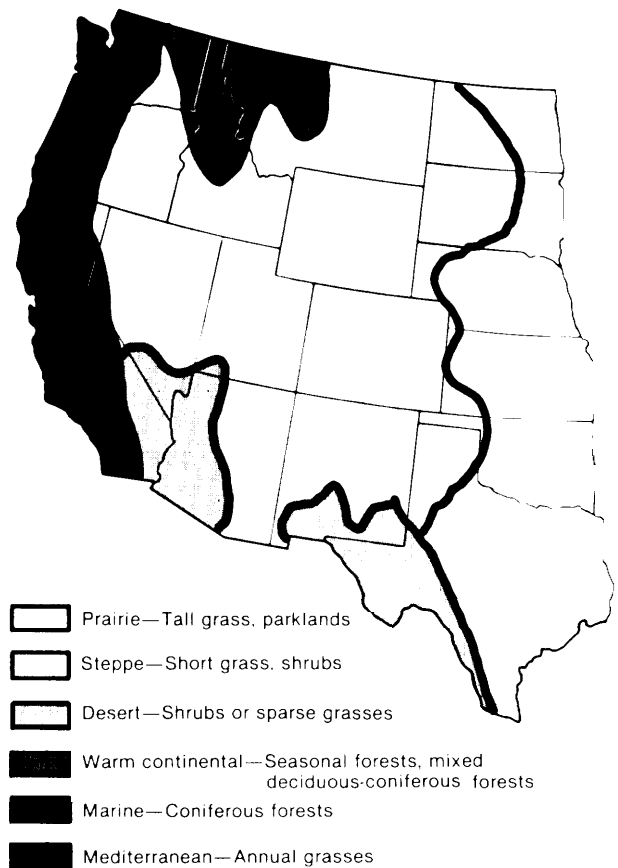 Prairie—Tall grass, parklands
Steppe—Short grass, shrubs
Desert—Shrubs or sparse grasses
Warm continental—Seasonal forests, mixed
deciduous-coniferous forests
Marine—Coniferous forests
Mediterranean—Annual grasses